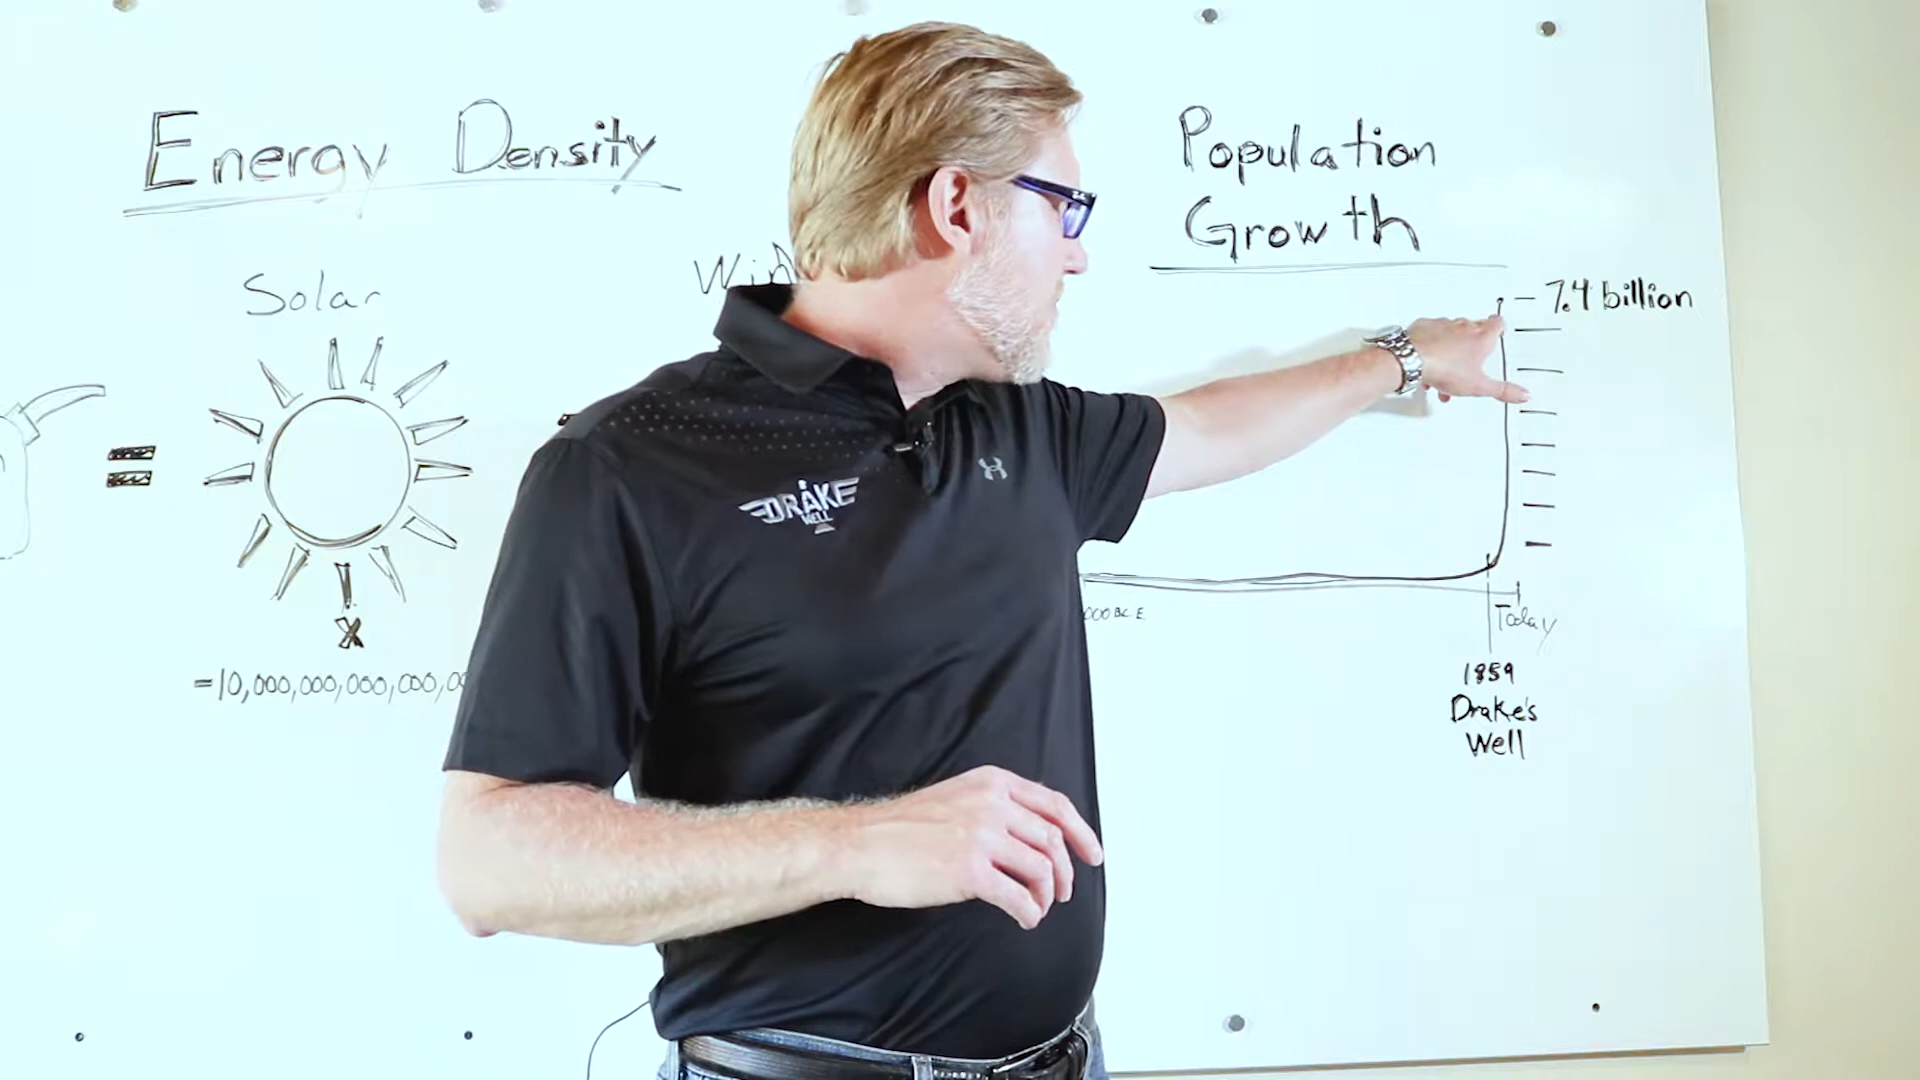 Energy Density
Population
Growth
Solar
7.4 billion
DRAKE
WELL
=10,000,000,000,000,
Today
1859
Drake's
Well